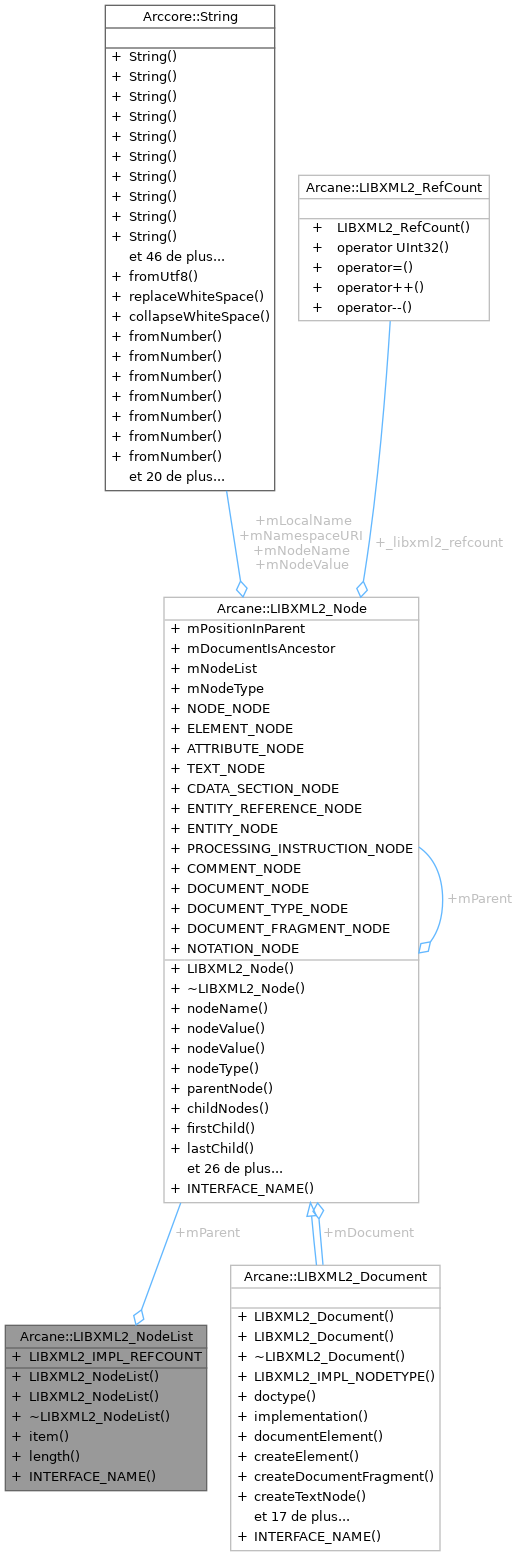 Arccore::String
+ String()
+ String()
+ String()
+ String()
+ String()
+ String()
+ String()
+ String()
+ String()
+ String()
et 46 de plus...
+ fromUtf8()
+ replaceWhiteSpace()
+ collapseWhiteSpace()
+ fromNumber()
+ fromNumber()
+ fromNumber()
+ fromNumber()
+ fromNumber()
+ fromNumber()
+ fromNumber()
et 20 de plus...
Arcane::LIBXML2_RefCount
+ LIBXML2_RefCount()
+ operator UInt32()
+ operator=()
+ operator++()
+ operator--()
+mLocalName
+mNamespaceURI
+mNodeName
+mNodeValue
+_libxml2_refcount
Arcane::LIBXML2_Node
+ mPositionInParent
+ mDocumentIsAncestor
+ mNodeList
+ mNodeType
+ NODE_NODE
+ ELEMENT_NODE
+ ATTRIBUTE_NODE
+ TEXT_NODE
+ CDATA_SECTION_NODE
+ ENTITY_REFERENCE_NODE
+ ENTITY_NODE
+ PROCESSING_INSTRUCTION_NODE
+ COMMENT_NODE
+ DOCUMENT_NODE
+ DOCUMENT_TYPE_NODE
+ DOCUMENT_FRAGMENT_NODE
+ NOTATION_NODE
+ LIBXML2_Node()
+ ~LIBXML2_Node()
+ nodeName()
+ nodeValue()
+ nodeValue()
+ nodeType()
+ parentNode()
+ childNodes()
+ firstChild()
+ lastChild()
et 26 de plus...
+ INTERFACE_NAME()
+mParent
+mParent
+mDocument
Arcane::LIBXML2_NodeList
+ LIBXML2_IMPL_REFCOUNT
+ LIBXML2_NodeList()
+ LIBXML2_NodeList()
+ ~LIBXML2_NodeList()
+ item()
+ length()
+ INTERFACE_NAME()
Arcane::LIBXML2_Document
+ LIBXML2_Document()
+ LIBXML2_Document()
+ ~LIBXML2_Document()
+ LIBXML2_IMPL_NODETYPE()
+ doctype()
+ implementation()
+ documentElement()
+ createElement()
+ createDocumentFragment()
+ createTextNode()
et 17 de plus...
+ INTERFACE_NAME()